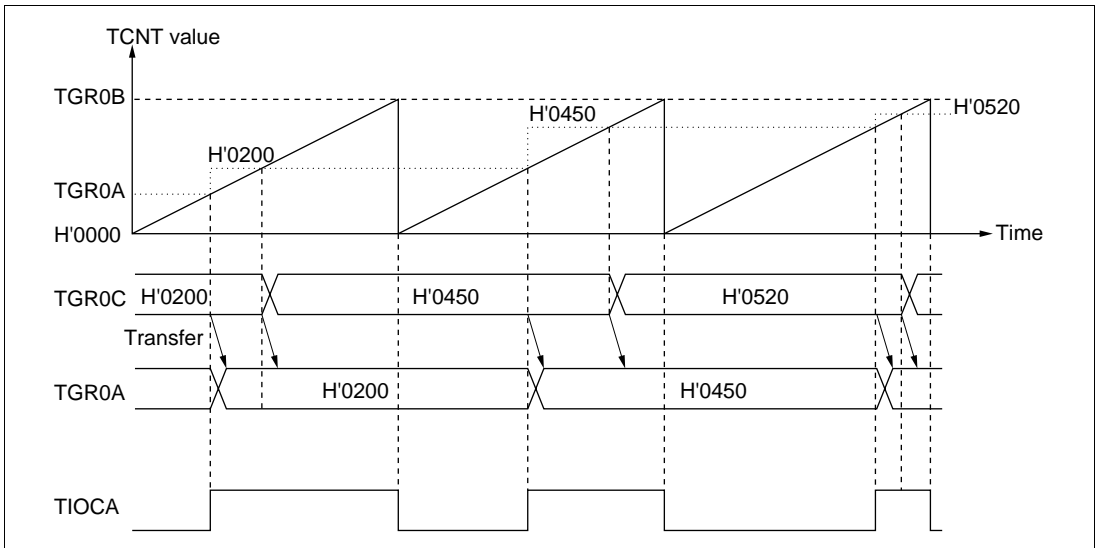 TCNT value
TGR0B
H'0520
H'0450
H'0200
TGR0A
H'0000
Time
TGR0C
H'0200
H'0450
H'0520
Transfer
TGR0A
H'0200
H'0450
TIOCA